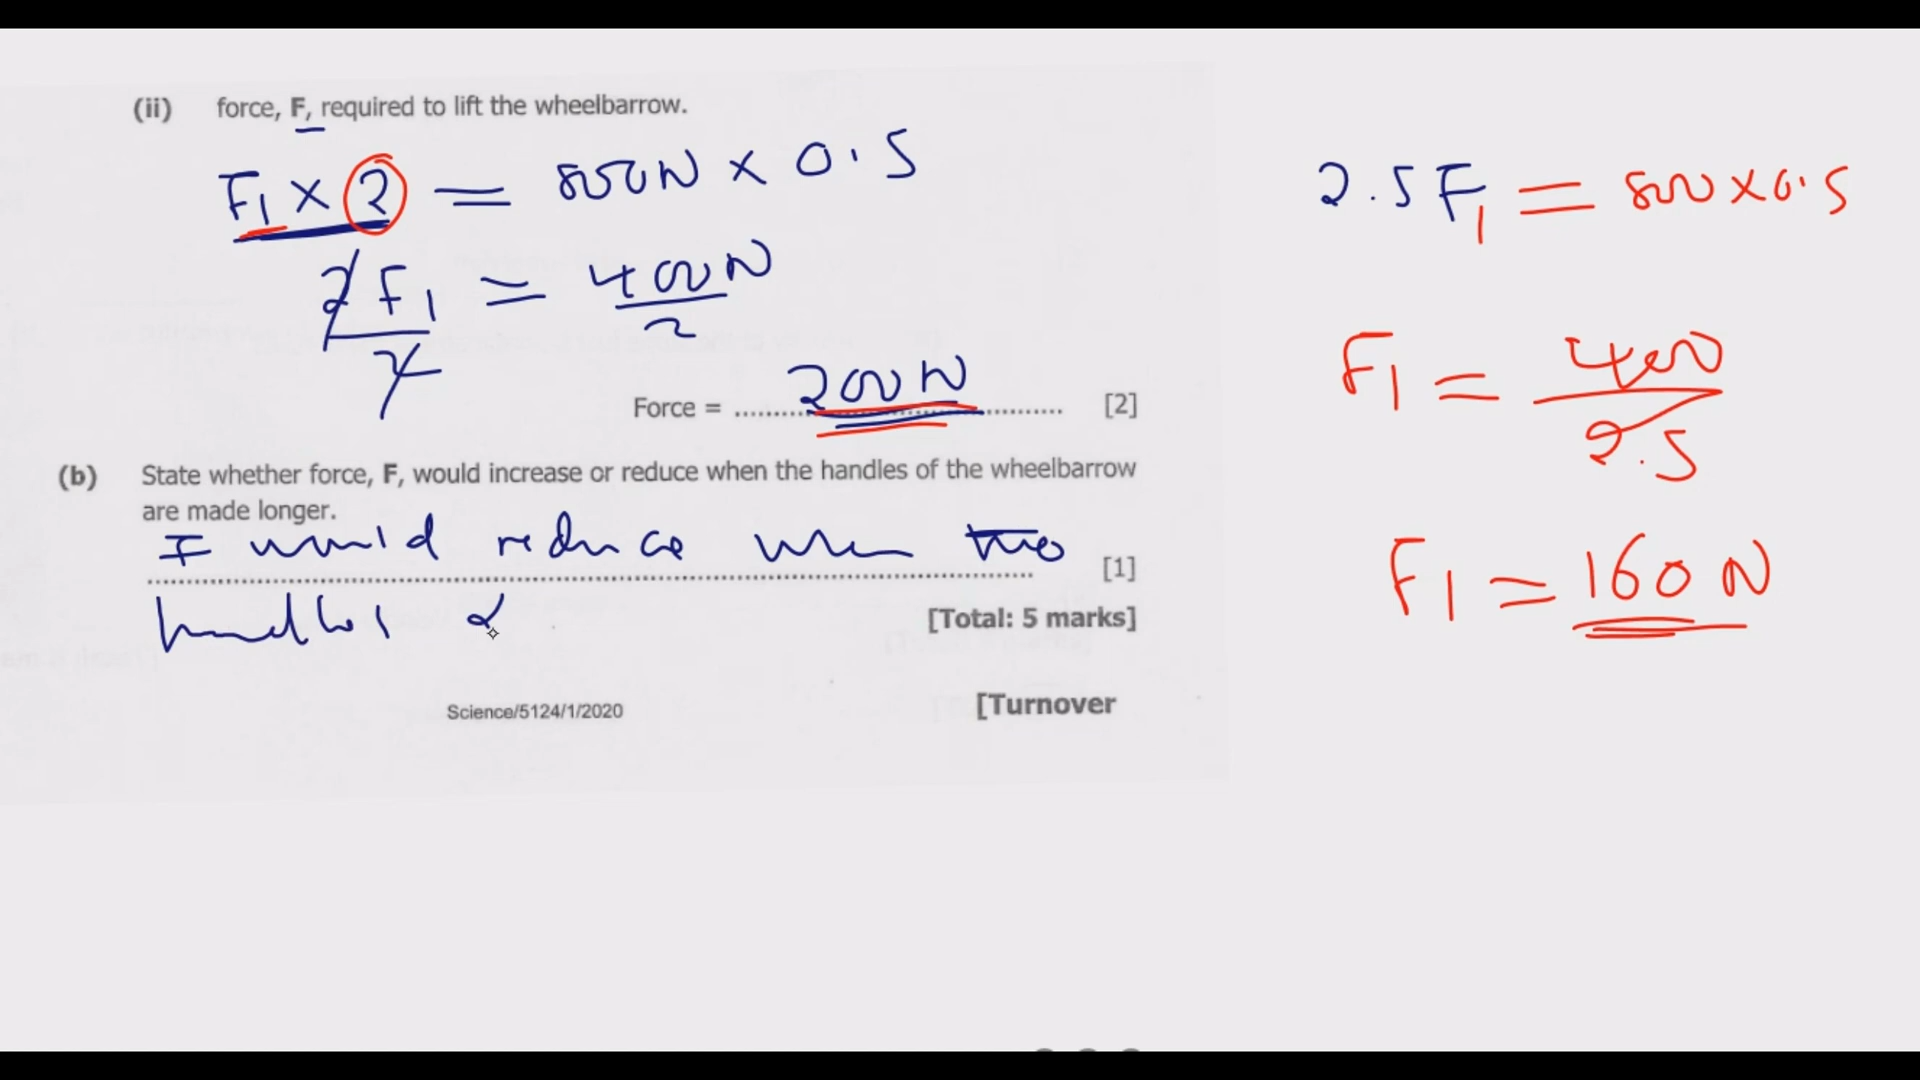 (ii) force, F, required to lift the wheelbarrow.
F1 × 2 = 800N × 0.5
2F1 = 400N
2 2
Force = .......... 200N .......... [2]
(b) State whether force, F, would increase or reduce when the handles of the wheelbarrow
are made longer.
F would reduce when the
[1]
handles
[Total: 5 marks]
Science/5124/1/2020
[Turnover
2.5F1 = 800×0.5
F1 = 400
2.5
F1 = 160N